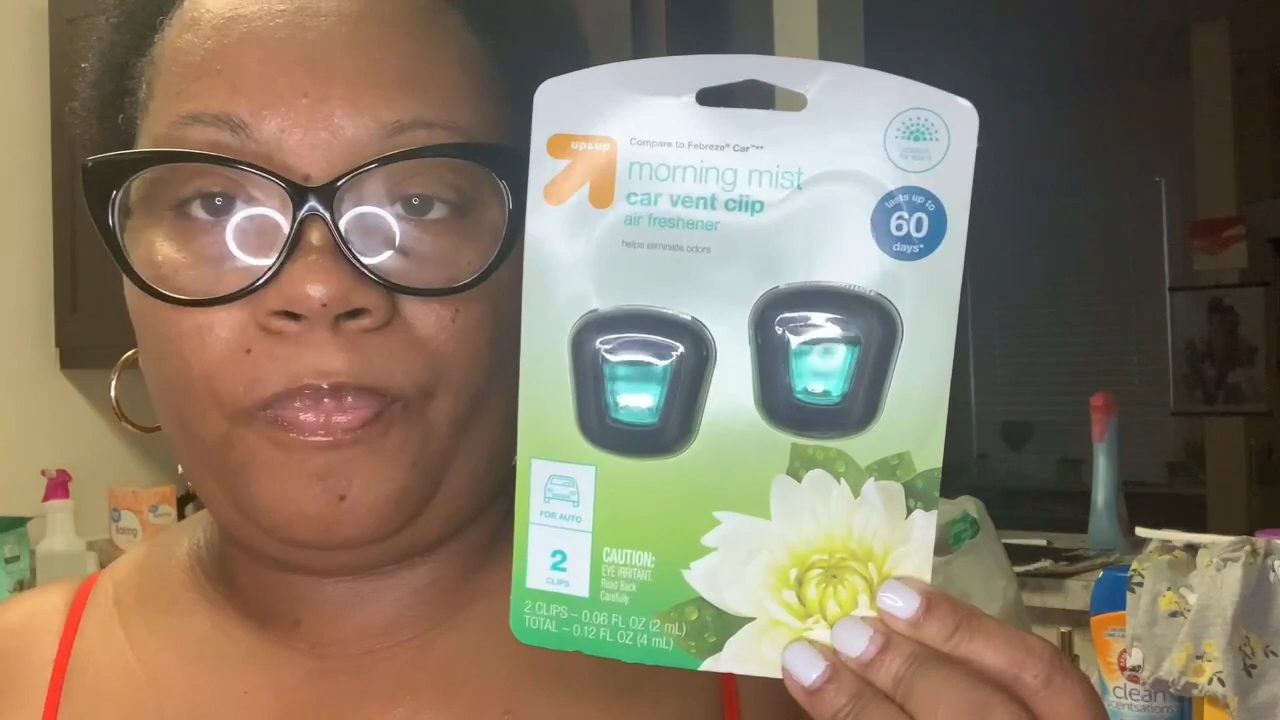 up&up
Compare to Febreze® Car™**
morning mist
car vent clip
air freshener
helps eliminate odors
lasts up to
60
days*
FOR AUTO
2
CLIPS
CAUTION:
EYE IRRITANT.
Read Back
Carefully.
2 CLIPS – 0.06 FL OZ (2 mL)
TOTAL – 0.12 FL OZ (4 mL)
Baking
clean
scentsations